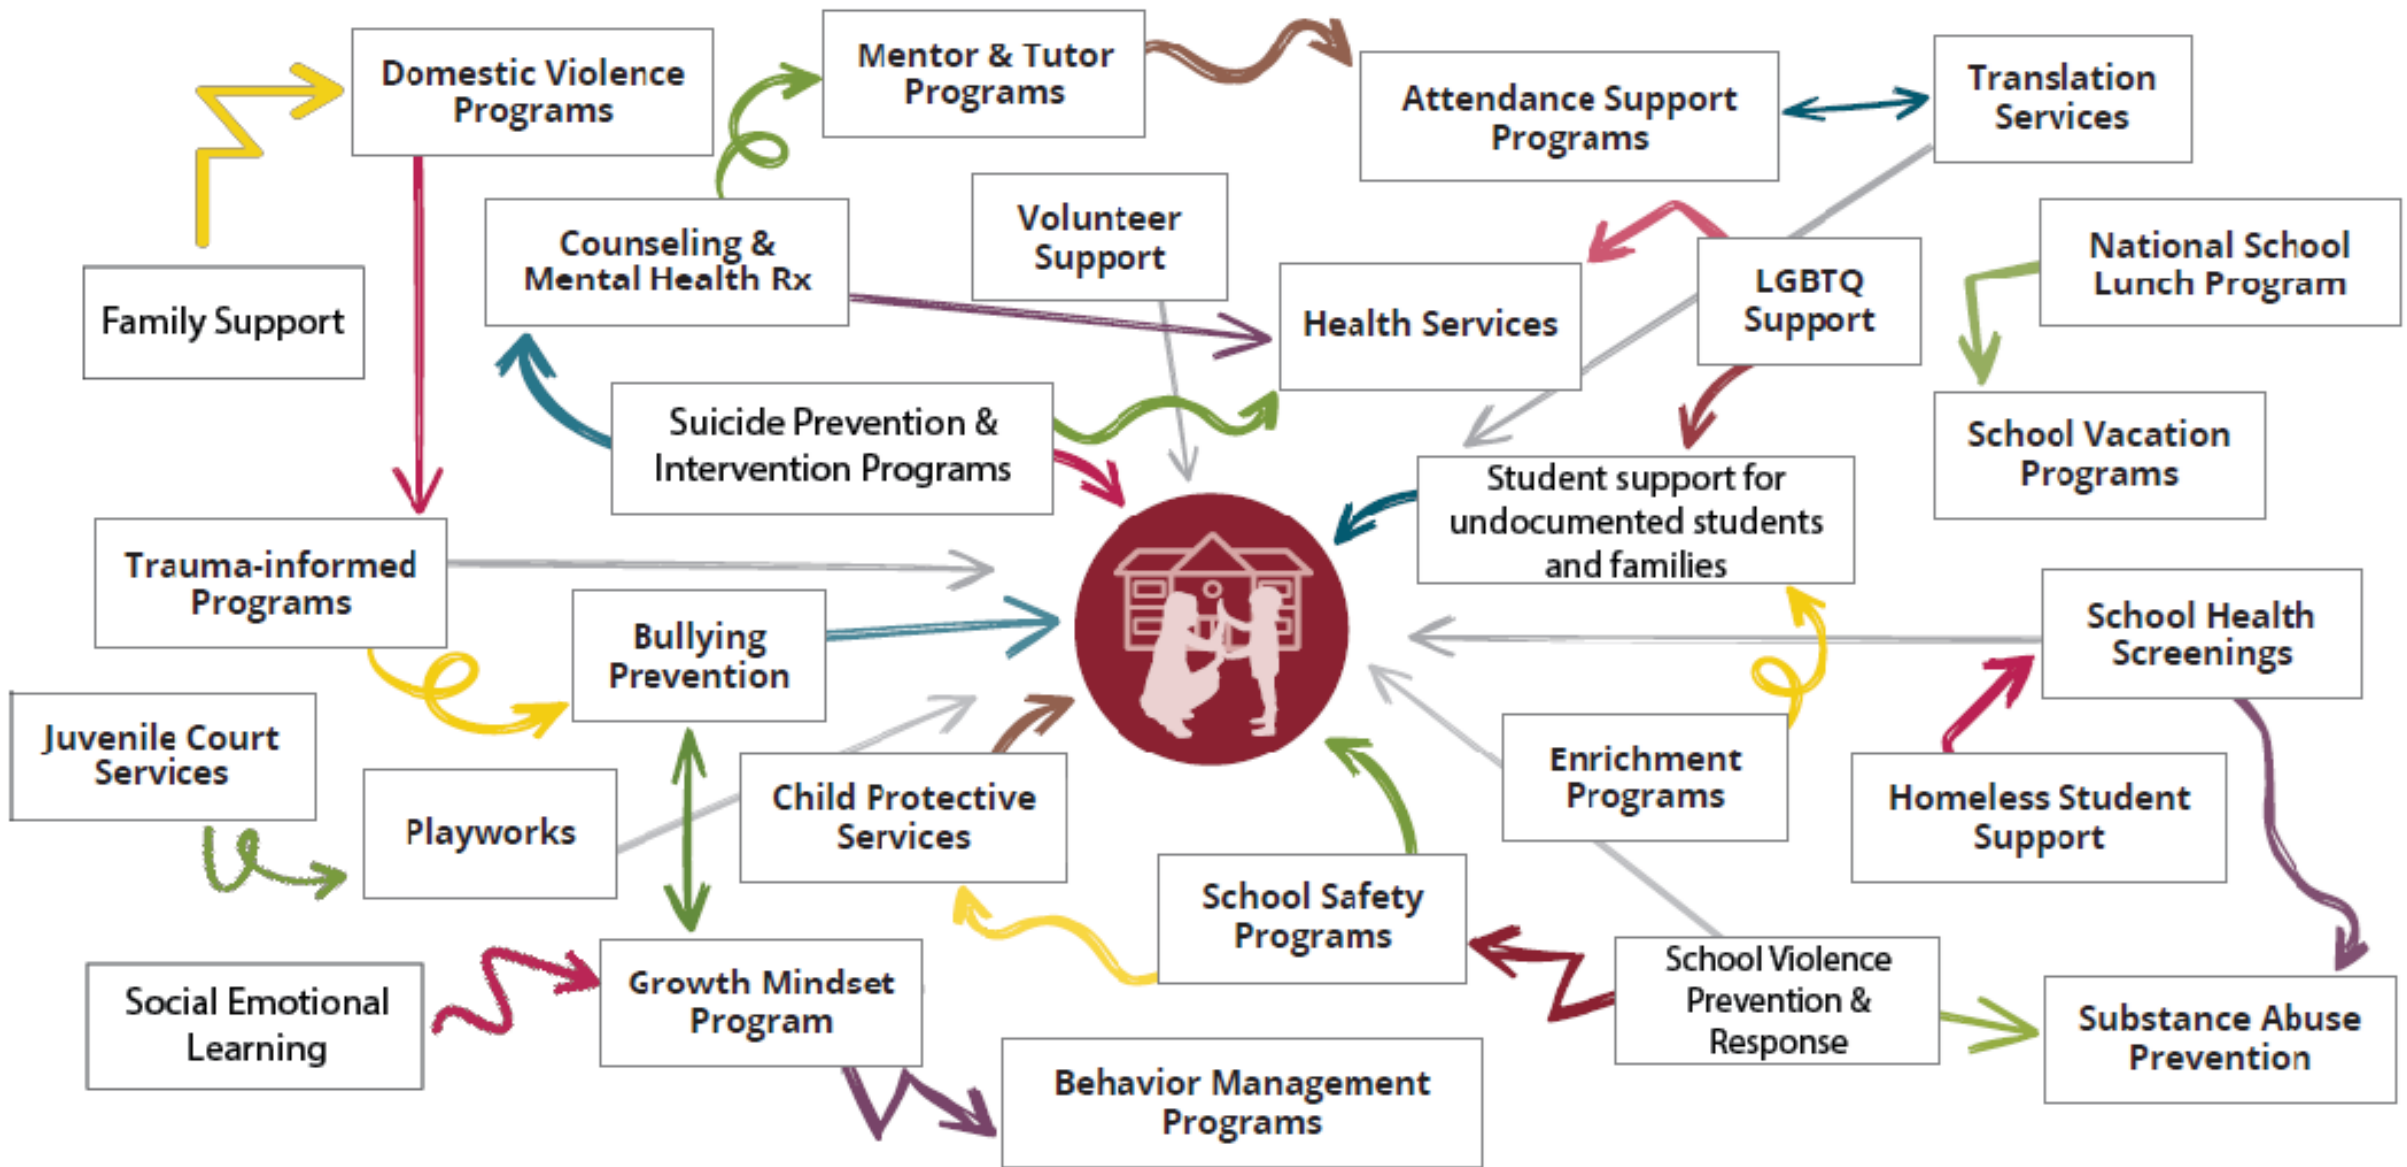 Domestic Violence
Programs
Mentor & Tutor
Programs
Attendance Support
Programs
Translation
Services
Family Support
Counseling &
Mental Health Rx
Volunteer
Support
Health Services
LGBTQ
Support
National School
Lunch Program
Suicide Prevention &
Intervention Programs
Student support for
undocumented students
and families
School Vacation
Programs
Trauma-informed
Programs
Bullying
Prevention
School Health
Screenings
Juvenile Court
Services
Playworks
Child Protective
Services
Enrichment
Programs
Homeless Student
Support
School Safety
Programs
Social Emotional
Learning
Growth Mindset
Program
School Violence
Prevention &
Response
Substance Abuse
Prevention
Behavior Management
Programs